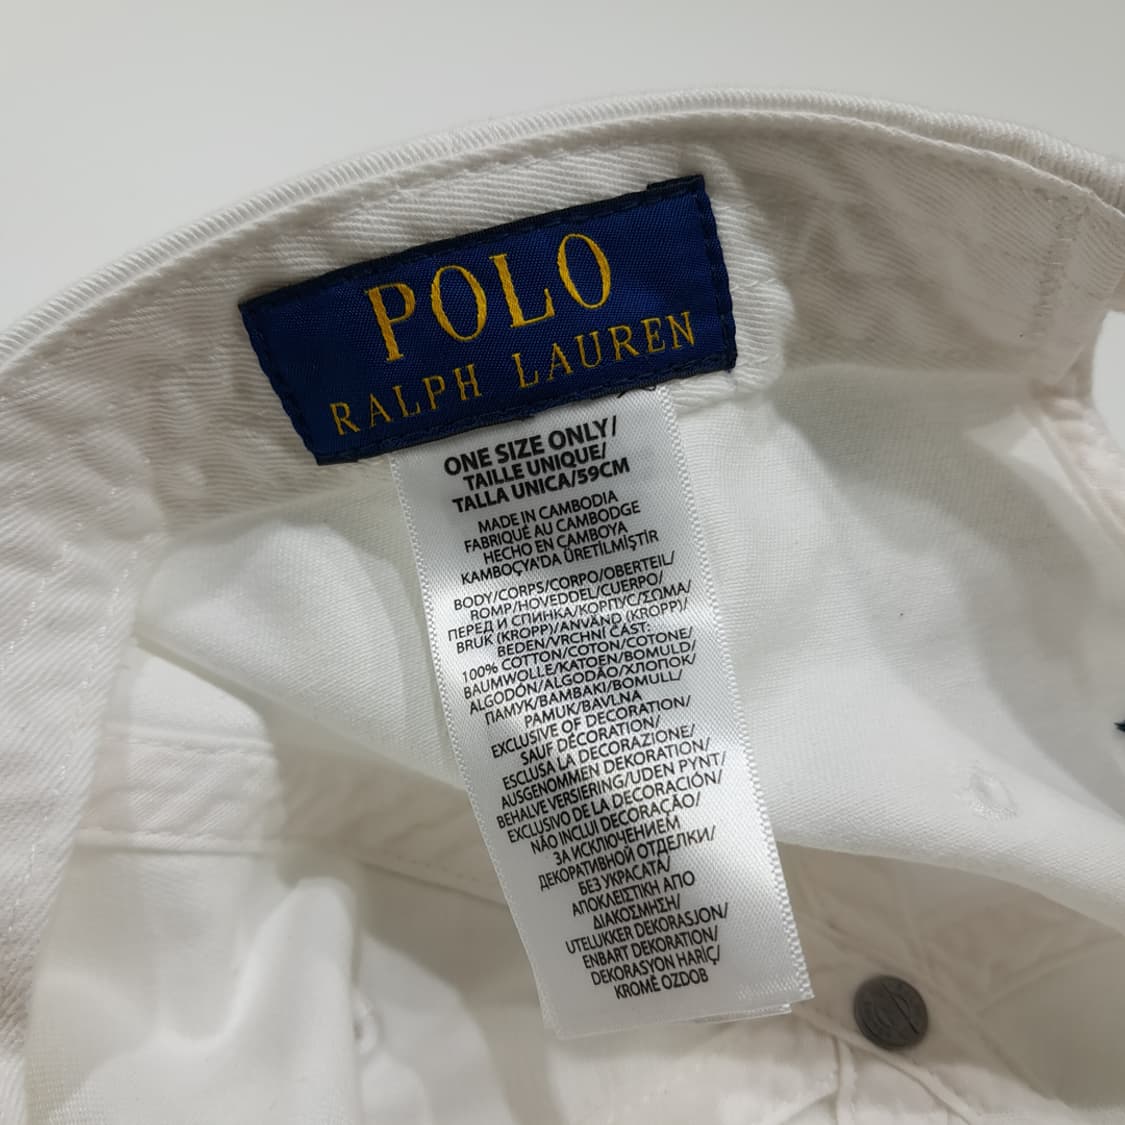 POLO
RALPH LAUREN
ONE SIZE ONLY/
TAILLE UNIQUE/
TALLA UNICA/59CM
MADE IN CAMBODIA
FABRIQUÉ AU CAMBODGE
HECHO EN CAMBOYA
KAMBOÇYA'DA ÜRETİLMİŞTİR
BODY/CORPS/CORPO/OBERTEIL/
ROMP/HOVEDDEL/CUERPO/
ПЕРЕД И СПИНКА/КОРПУС/ΣΩΜΑ/
BRUK (KROPP)/ANVÄND (KROPP)/
BEDEN/VRCHNÍ ČÁST:
100% COTTON/COTON/COTONE/
BAUMWOLLE/KATOEN/BOMULD/
ALGODÓN/ALGODÃO/ХЛОПОК/
ПАМУК/ΒΑΜΒΑΚΙ/BOMULL/
PAMUK/BAVLNA
EXCLUSIVE OF DECORATION/
SAUF DÉCORATION/
ESCLUSA LA DECORAZIONE/
AUSGENOMMEN DEKORATION/
BEHALVE VERSIERING/UDEN PYNT/
EXCLUSIVO DE LA DECORACIÓN/
NÃO INCLUI DECORAÇÃO/
ЗА ИСКЛЮЧЕНИЕМ
ДЕКОРАТИВНОЙ ОТДЕЛКИ/
БЕЗ УКРАСАТА/
ΑΠΟΚΛΕΙΣΤΙΚΗ ΑΠΟ
ΔΙΑΚΟΣΜΗΣΗ/
UTELUKKER DEKORASJON/
ENBART DEKORATION/
DEKORASYON HARİÇ/
KROMĚ OZDOB